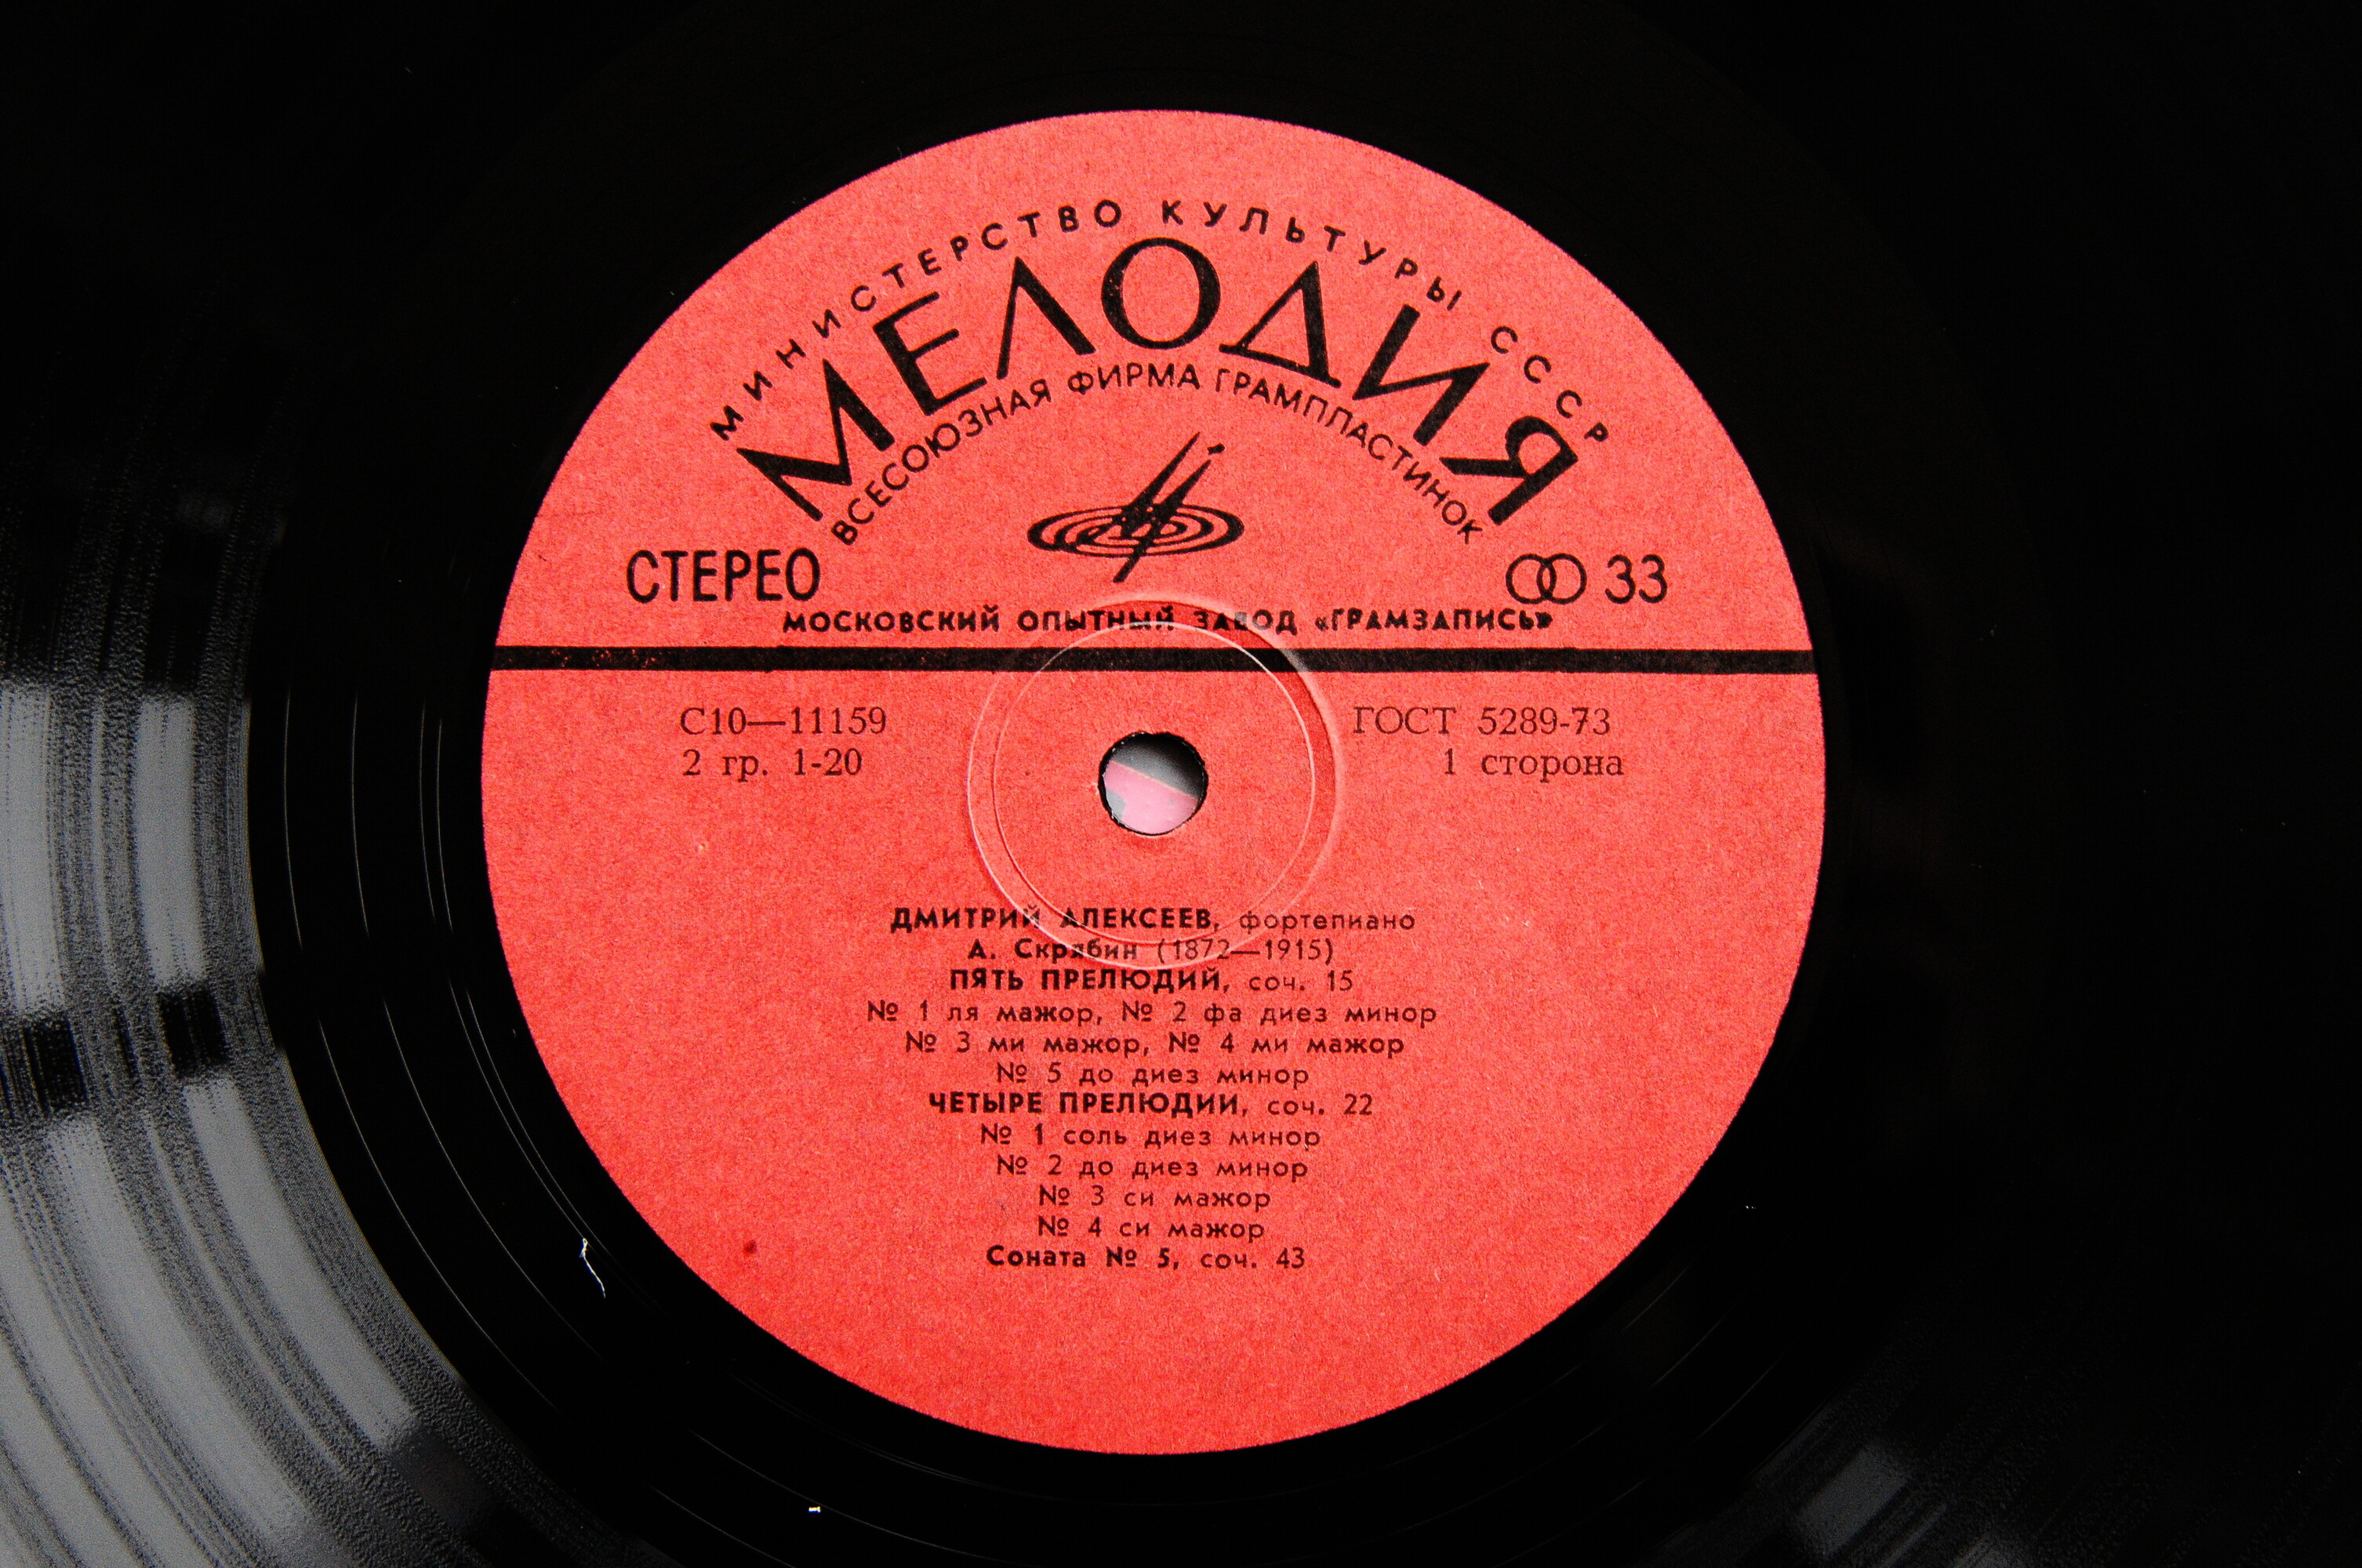 МИНИСТЕРСТВО КУЛЬТУРЫ СССР
МЕЛОДИЯ
ВСЕСОЮЗНАЯ ФИРМА ГРАМПЛАСТИНОК
СТЕРЕО 33
МОСКОВСКИЙ ОПЫТНЫЙ ЗАВОД «ГРАМЗАПИСЬ»
С10—11159 ГОСТ 5289-73
2 гр. 1-20 1 сторона
ДМИТРИЙ АЛЕКСЕЕВ, фортепиано
А. Скрябин (1872—1915)
ПЯТЬ ПРЕЛЮДИЙ, соч. 15
№ 1 ля мажор, № 2 фа диез минор
№ 3 ми мажор, № 4 ми мажор
№ 5 до диез минор
ЧЕТЫРЕ ПРЕЛЮДИИ, соч. 22
№ 1 соль диез минор
№ 2 до диез минор
№ 3 си мажор
№ 4 си мажор
Соната № 5, соч. 43